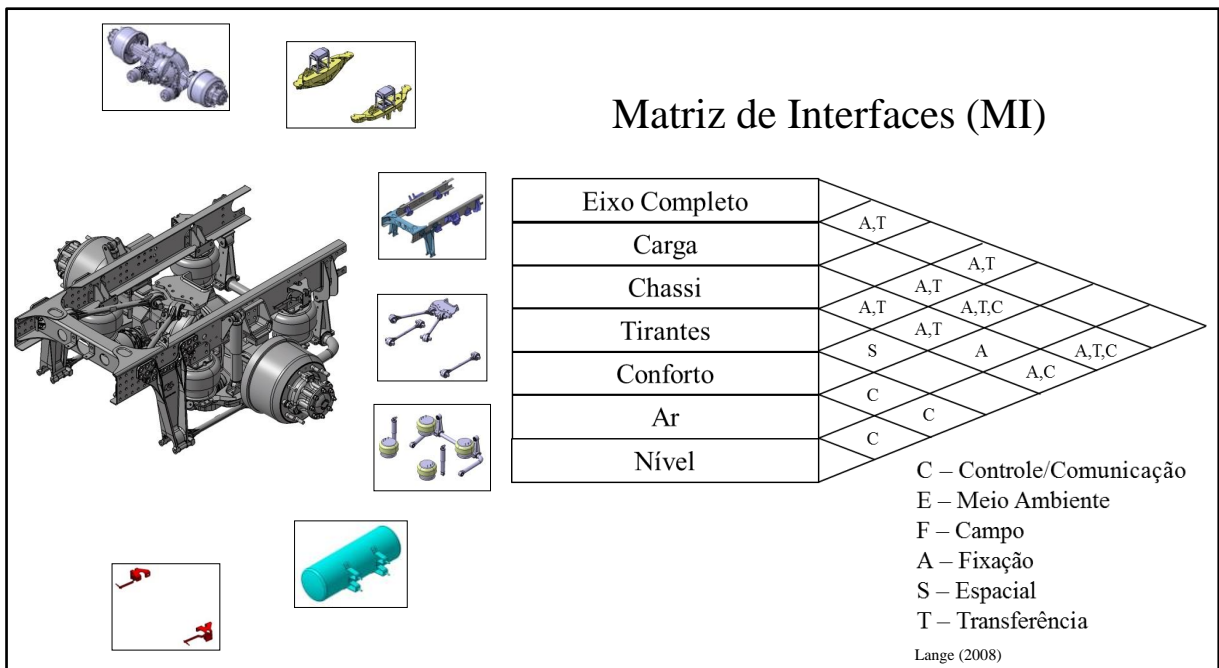 Matriz de Interfaces (MI)
Eixo Completo
A,T
Carga
A,T
Chassi
A,T
A,T
A,T,C
Tirantes
A,T
S
A
A,T,C
Conforto
A,C
C
Ar
C
C
Nível
C – Controle/Comunicação
E – Meio Ambiente
F – Campo
A – Fixação
S – Espacial
T – Transferência
Lange (2008)